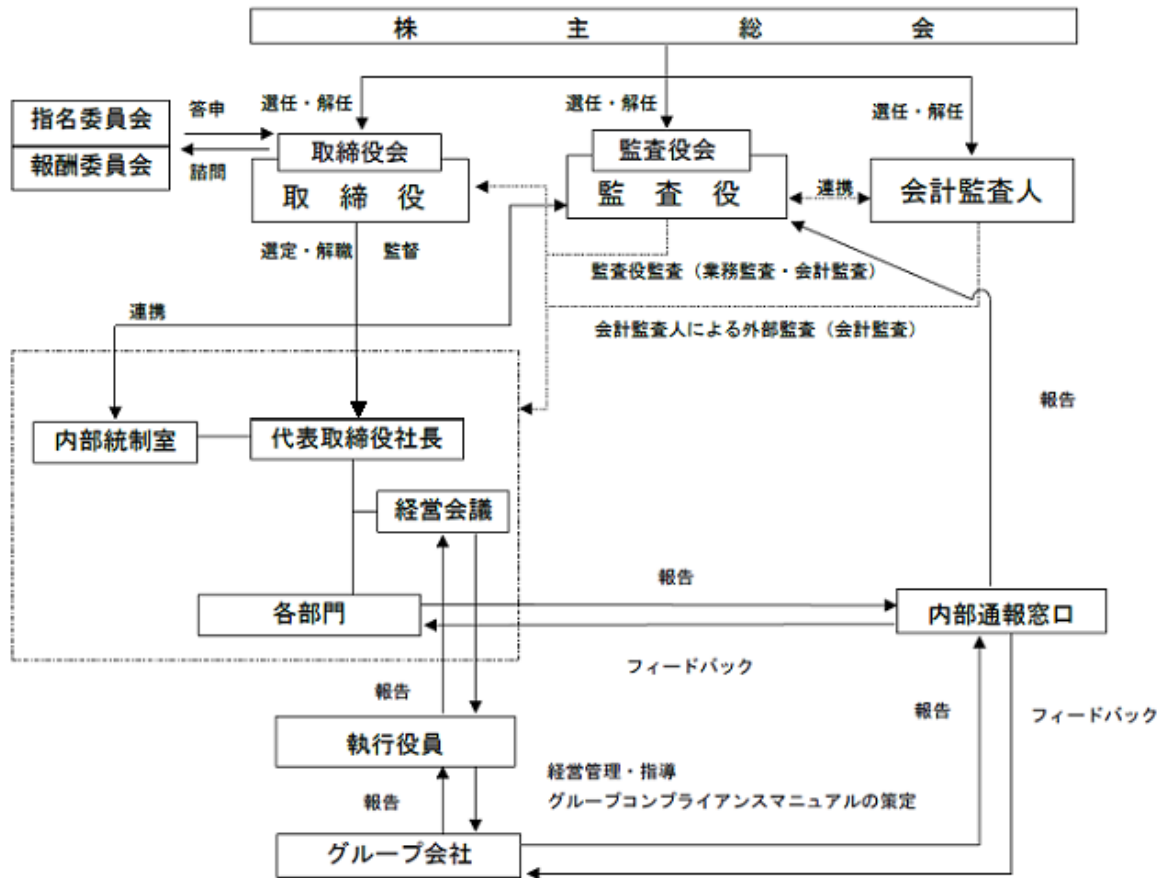 株主総会
選任・解任
選任・解任
選任・解任
指名委員会
報酬委員会
答申
諮問
取締役会
取締役
監査役会
監査役
連携
会計監査人
選定・解職 監督
監査役監査（業務監査・会計監査）
連携
会計監査人による外部監査（会計監査）
報告
内部統制室
代表取締役社長
経営会議
報告
各部門
内部通報窓口
フィードバック
報告
報告
フィードバック
執行役員
経営管理・指導
グループコンプライアンスマニュアルの策定
報告
グループ会社